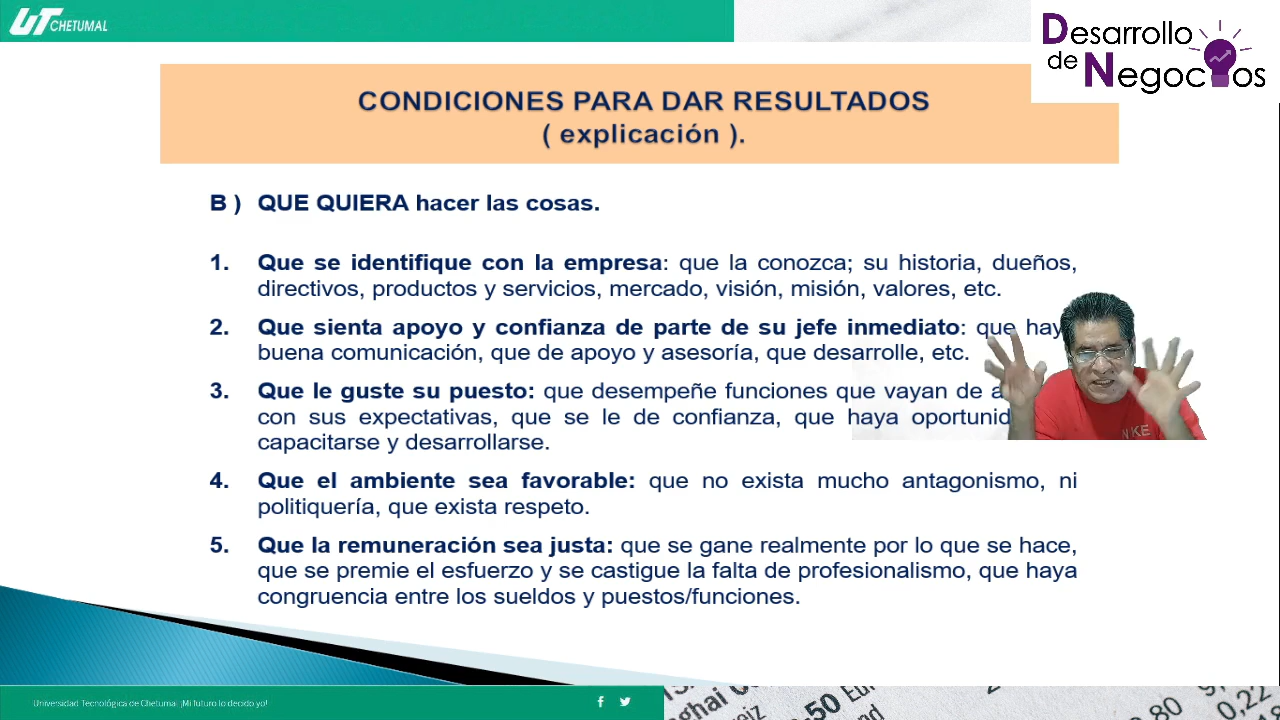 UT CHETUMAL
Desarrollo
de Negocios
CONDICIONES PARA DAR RESULTADOS
( explicación ).
B ) QUE QUIERA hacer las cosas.
1. Que se identifique con la empresa: que la conozca; su historia, dueños,
directivos, productos y servicios, mercado, visión, misión, valores, etc.
2. Que sienta apoyo y confianza de parte de su jefe inmediato: que hay
buena comunicación, que de apoyo y asesoría, que desarrolle, etc.
3. Que le guste su puesto: que desempeñe funciones que vayan de
con sus expectativas, que se le de confianza, que haya
capacitarse y desarrollarse.
4. Que el ambiente sea favorable: que no exista mucho antagonismo, ni
politiquería, que exista respeto.
5. Que la remuneración sea justa: que se gane realmente por lo que se hace,
que se premie el esfuerzo y se castigue la falta de profesionalismo, que haya
congruencia entre los sueldos y puestos/funciones.
Universidad Tecnológica de Chetumal ¡Mi futuro lo decido yo!